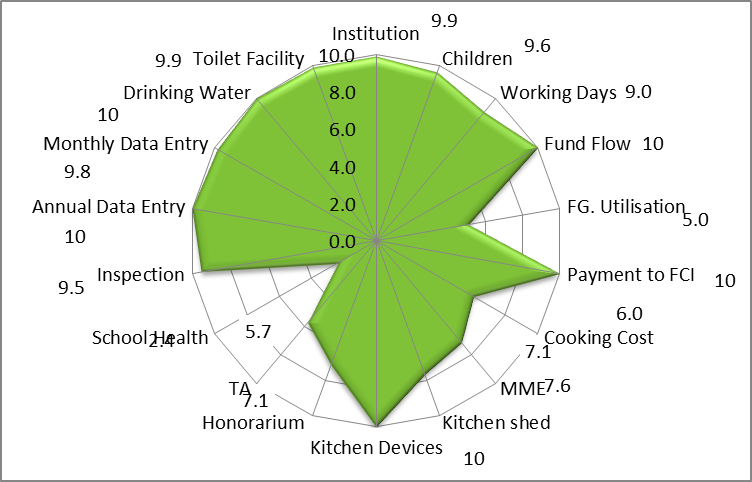 Institution 9.9
Children 9.6
Working Days 9.0
Fund Flow 10
FG. Utilisation 5.0
Payment to FCI 10
Cooking Cost 6.0
MME 7.1
Kitchen shed 7.6
Kitchen Devices 10
Honorarium 7.1
TA 5.7
School Health 2.4
Inspection 9.5
Annual Data Entry 10
Monthly Data Entry 9.8
Drinking Water 10
Toilet Facility 9.9
10.0
8.0
6.0
4.0
2.0
0.0